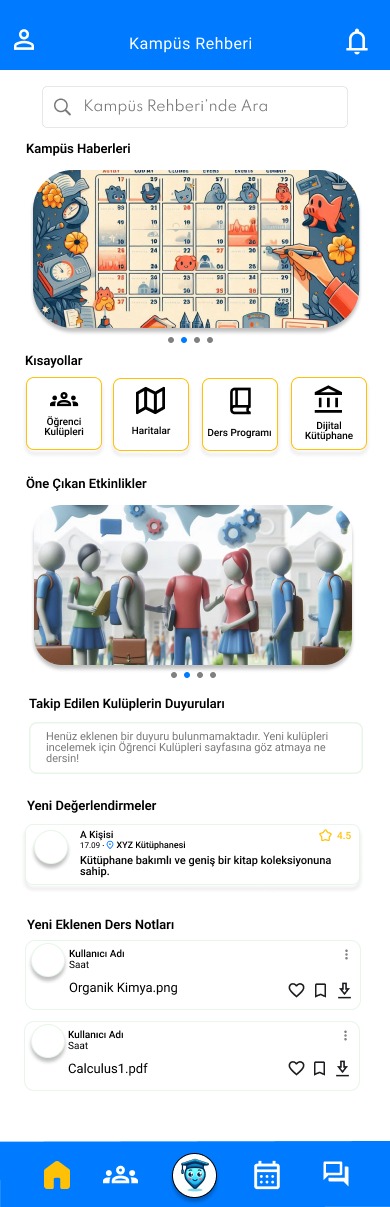 Kampüs Rehberi
Kampüs Rehberi'nde Ara
Kampüs Haberleri
Kısayollar
Öğrenci
Kulüpleri
Haritalar
Ders Programı
Dijital
Kütüphane
Öne Çıkan Etkinlikler
Takip Edilen Kulüplerin Duyuruları
Henüz eklenen bir duyuru bulunmamaktadır. Yeni kulüpleri
incelemek için Öğrenci Kulüpleri sayfasına göz atmaya ne
dersin!
Yeni Değerlendirmeler
A Kişisi
4.5
17.09 · XYZ Kütüphanesi
Kütüphane bakımlı ve geniş bir kitap koleksiyonuna
sahip.
Yeni Eklenen Ders Notları
Kullanıcı Adı
Saat
Organik Kimya.png
Kullanıcı Adı
Saat
Calculus1.pdf